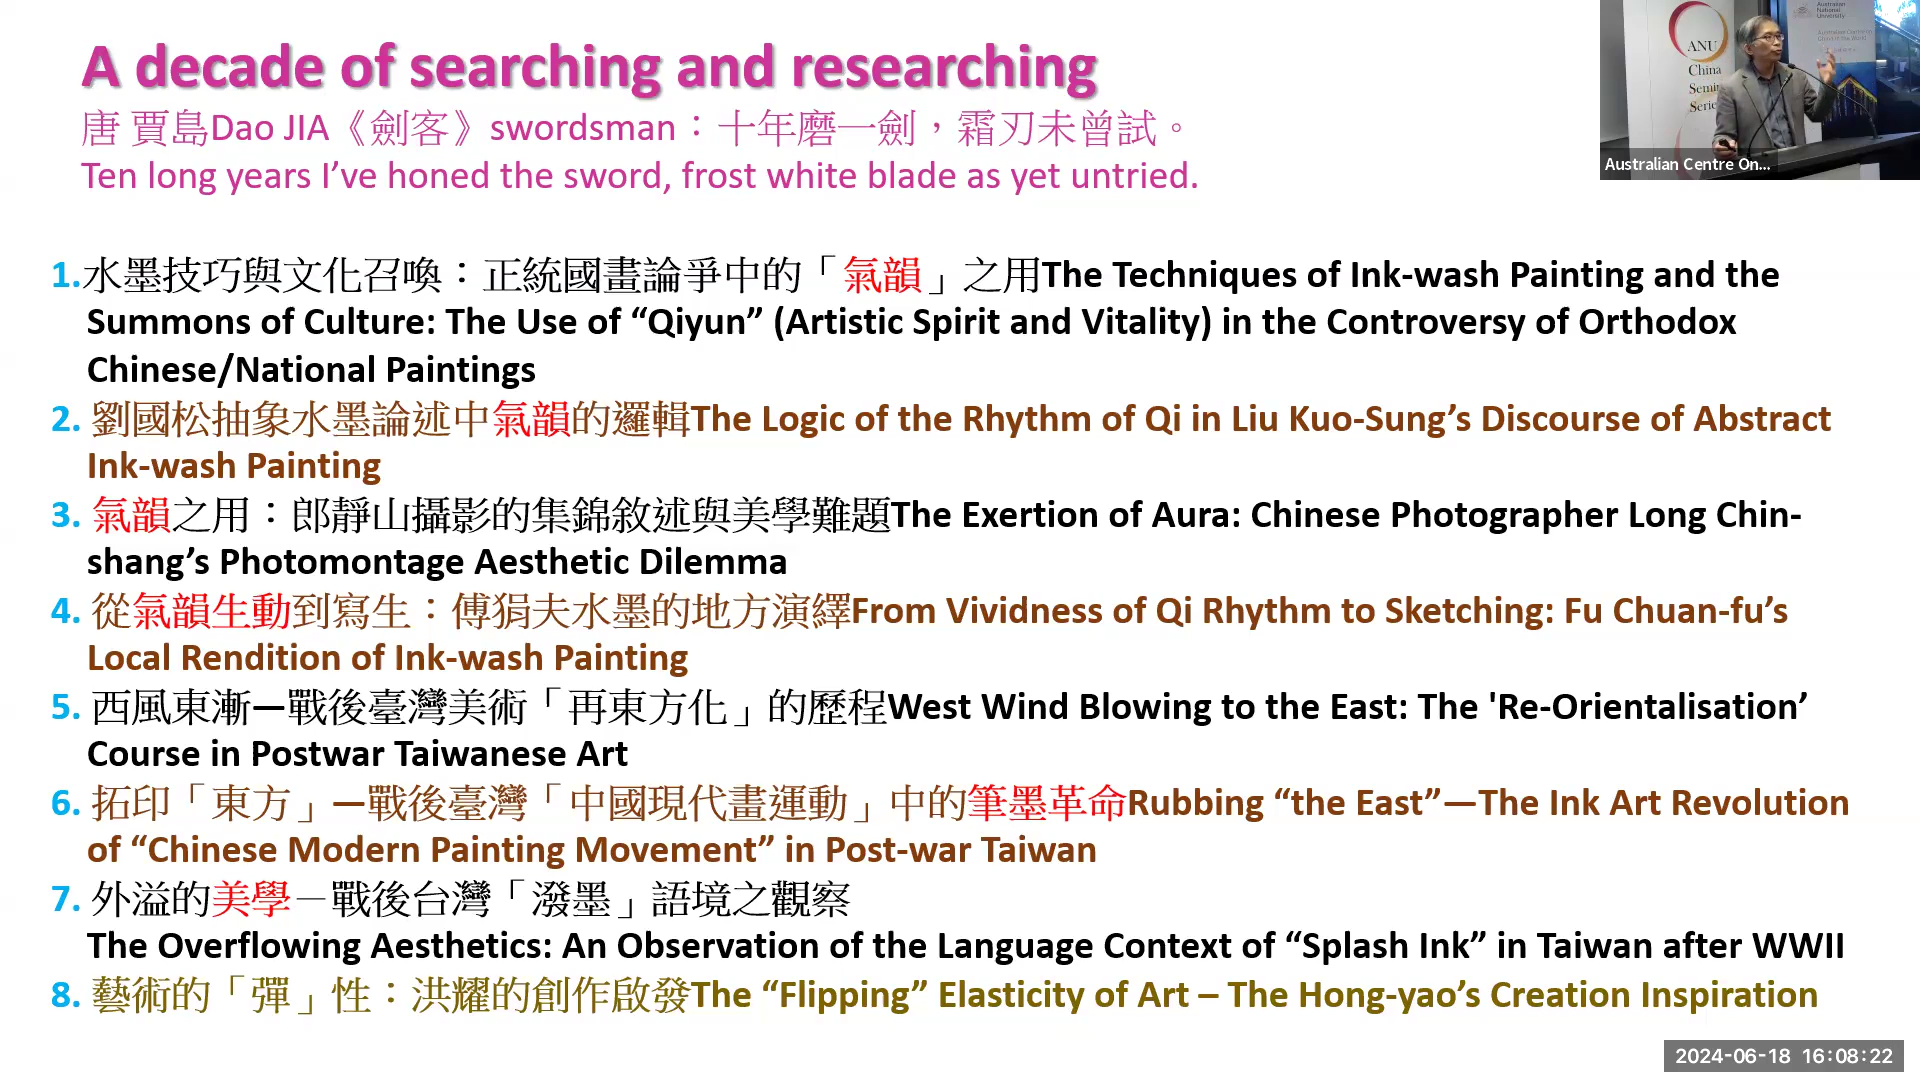 A decade of searching and researching
唐 賈島Dao JIA《劍客》swordsman：十年磨一劍，霜刃未曾試。
Ten long years I’ve honed the sword, frost white blade as yet untried.
1.水墨技巧與文化召喚：正統國畫論爭中的「氣韻」之用The Techniques of Ink-wash Painting and the
Summons of Culture: The Use of “Qiyun” (Artistic Spirit and Vitality) in the Controversy of Orthodox
Chinese/National Paintings
2. 劉國松抽象水墨論述中氣韻的邏輯The Logic of the Rhythm of Qi in Liu Kuo-Sung’s Discourse of Abstract
Ink-wash Painting
3. 氣韻之用：郎靜山攝影的集錦敘述與美學難題The Exertion of Aura: Chinese Photographer Long Chin-
shang’s Photomontage Aesthetic Dilemma
4. 從氣韻生動到寫生：傅狷夫水墨的地方演繹From Vividness of Qi Rhythm to Sketching: Fu Chuan-fu’s
Local Rendition of Ink-wash Painting
5. 西風東漸—戰後臺灣美術「再東方化」的歷程West Wind Blowing to the East: The 'Re-Orientalisation’
Course in Postwar Taiwanese Art
6. 拓印「東方」—戰後臺灣「中國現代畫運動」中的筆墨革命Rubbing “the East”—The Ink Art Revolution
of “Chinese Modern Painting Movement” in Post-war Taiwan
7. 外溢的美學－戰後台灣「潑墨」語境之觀察
The Overflowing Aesthetics: An Observation of the Language Context of “Splash Ink” in Taiwan after WWII
8. 藝術的「彈」性：洪耀的創作啟發The “Flipping” Elasticity of Art – The Hong-yao’s Creation Inspiration
ANU
China
Series
Australian
National
University
Australian Centre On...
2024-06-18 16:08:22